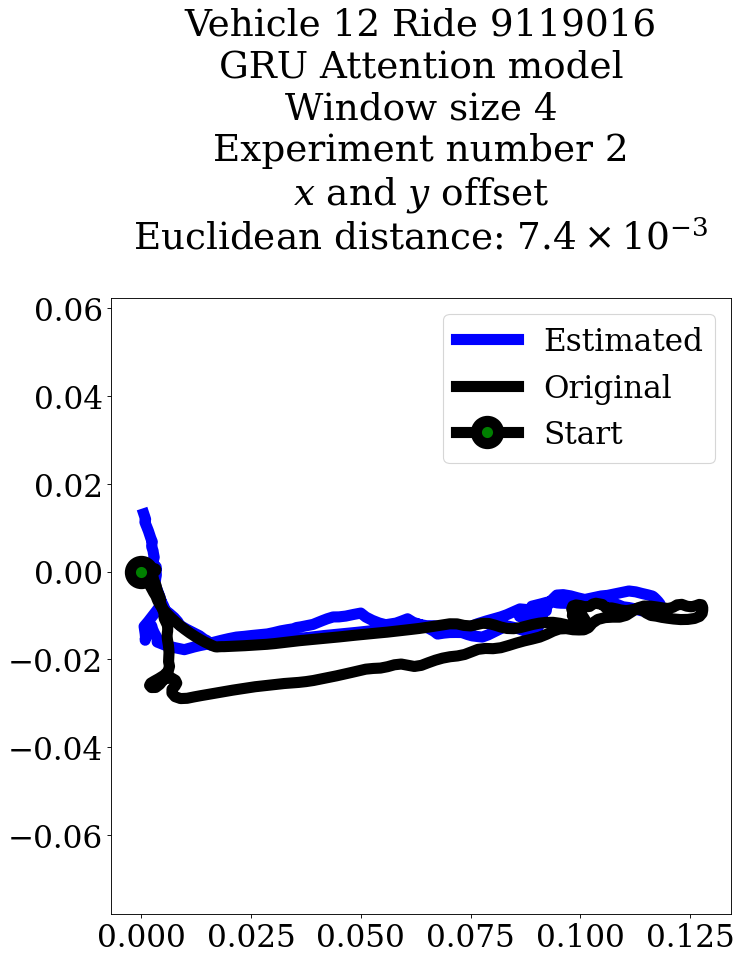 Vehicle 12 Ride 9119016
GRU Attention model
Window size 4
Experiment number 2
x and y offset
Euclidean distance: 7.4 × 10⁻³
0.06
0.04
0.02
0.00
−0.02
−0.04
−0.06
Estimated
Original
Start
0.000 0.025 0.050 0.075 0.100 0.125